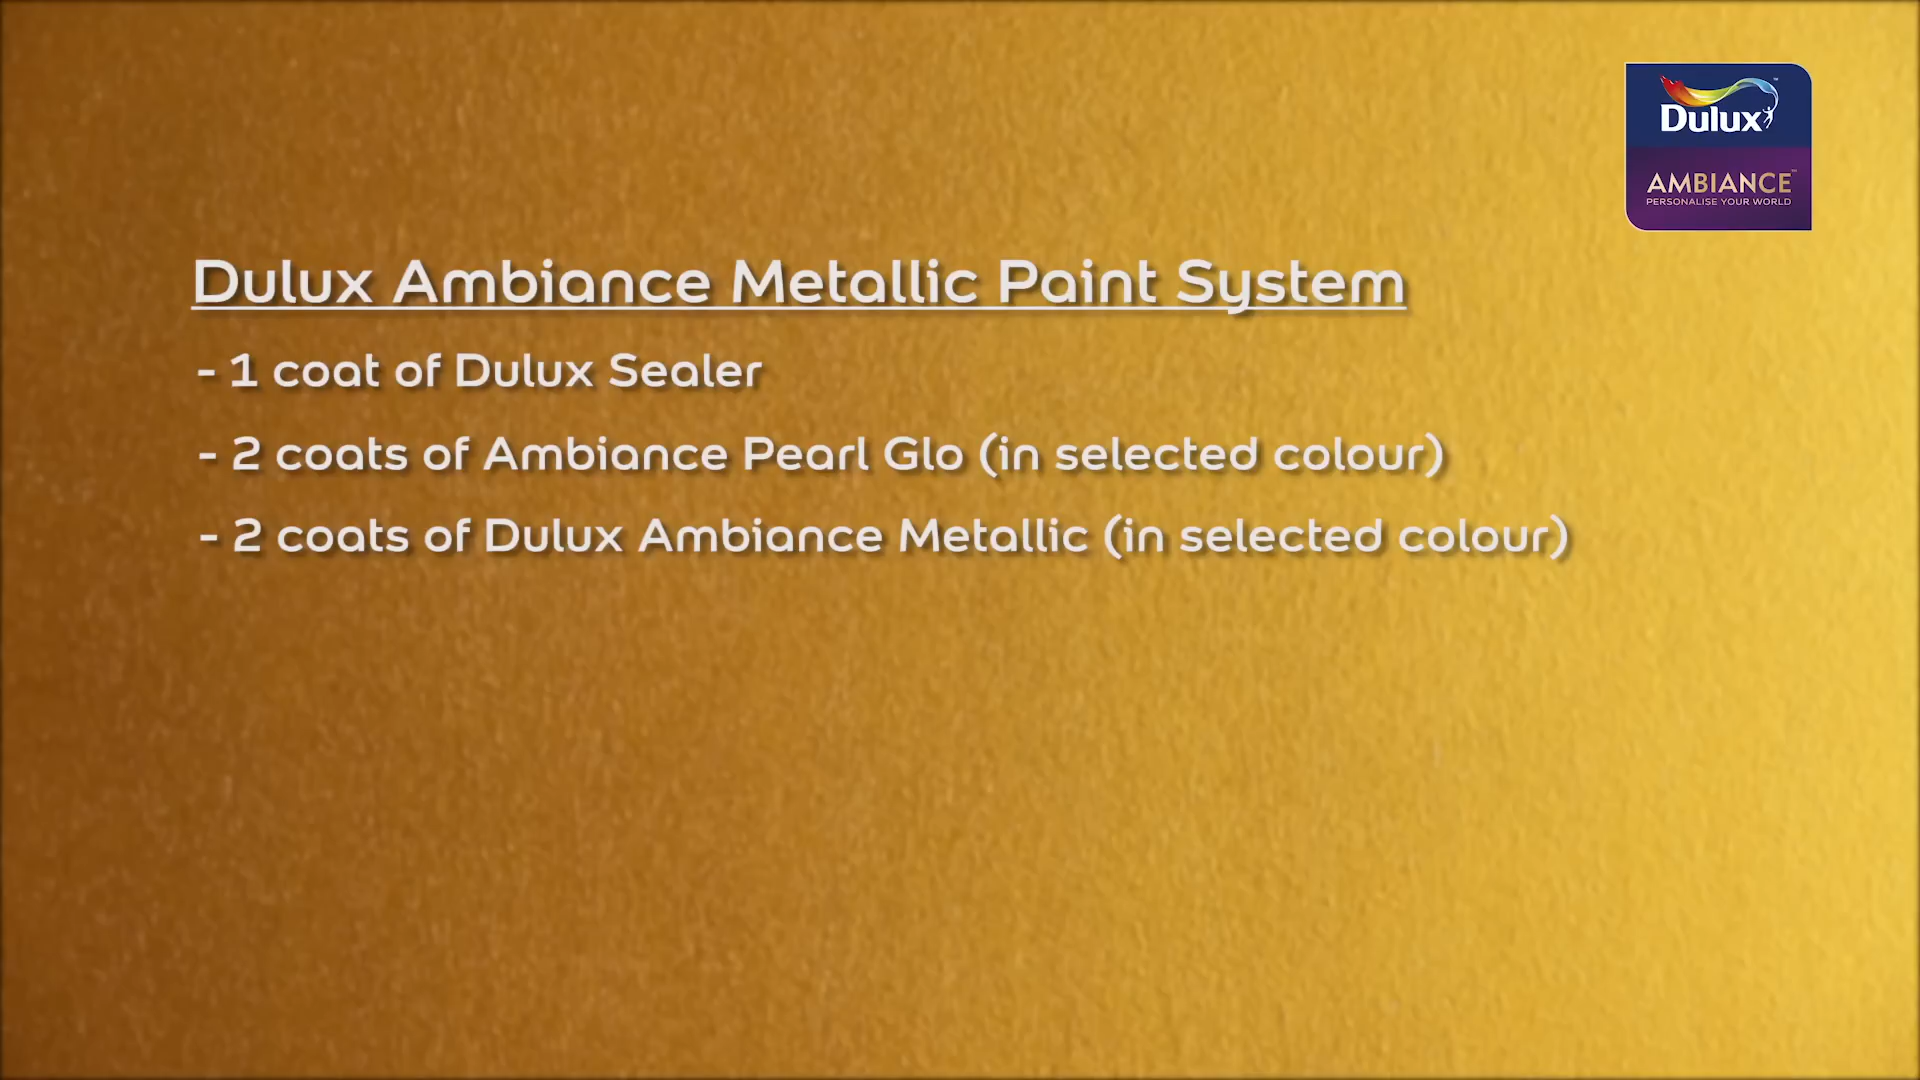 Dulux
AMBIANCE™
PERSONALISE YOUR WORLD
Dulux Ambiance Metallic Paint System
- 1 coat of Dulux Sealer
- 2 coats of Ambiance Pearl Glo (in selected colour)
- 2 coats of Dulux Ambiance Metallic (in selected colour)